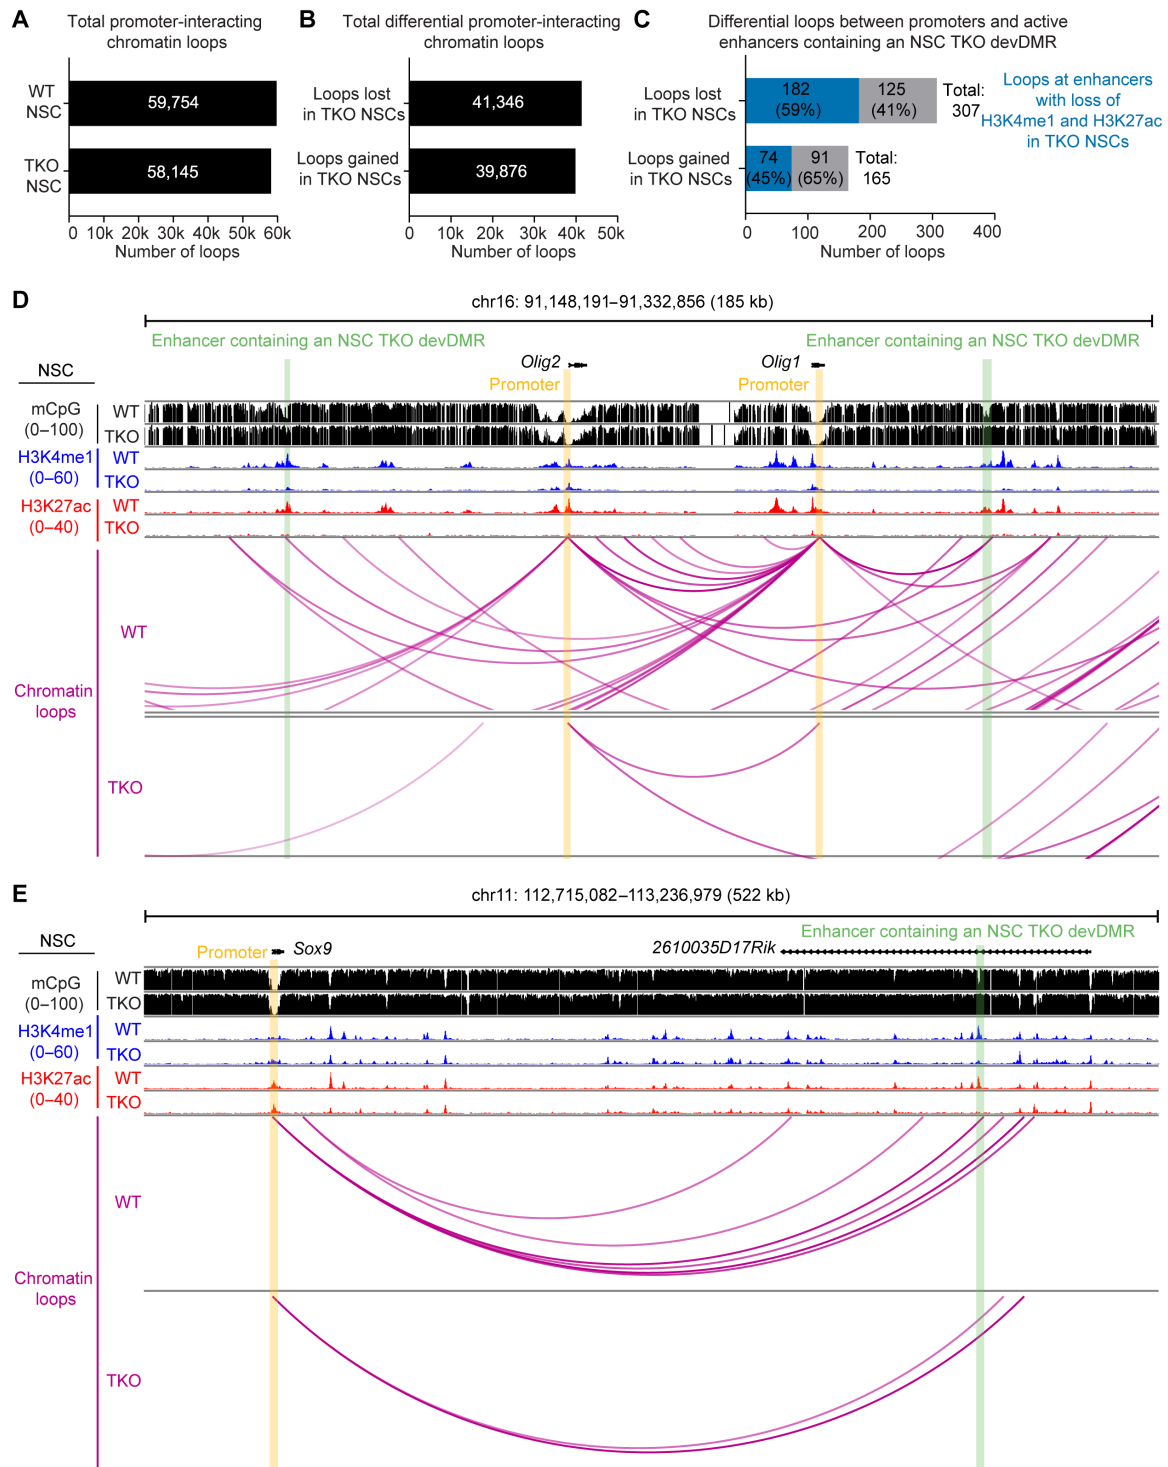 A
Total promoter-interacting
chromatin loops
WT
NSC
59,754
TKO
NSC
58,145
0 10k 20k 30k 40k 50k 60k
Number of loops
B
Total differential promoter-interacting
chromatin loops
Loops lost
in TKO NSCs
41,346
Loops gained
in TKO NSCs
39,876
0 10k 20k 30k 40k 50k
Number of loops
C
Differential loops between promoters and active
enhancers containing an NSC TKO devDMR
Loops lost
in TKO NSCs
182
(59%)
125
(41%)
Total:
307
Loops at enhancers
with loss of
H3K4me1 and H3K27ac
in TKO NSCs
Loops gained
in TKO NSCs
74
(45%)
91
(65%)
Total:
165
0 100 200 300 400
Number of loops
D
chr16: 91,148,191–91,332,856 (185 kb)
Enhancer containing an NSC TKO devDMR
Enhancer containing an NSC TKO devDMR
NSC
Olig2
Olig1
Promoter
Promoter
mCpG
(0–100)
WT
TKO
H3K4me1
(0–60)
WT
TKO
H3K27ac
(0–40)
WT
TKO
WT
Chromatin
loops
TKO
E
chr11: 112,715,082–113,236,979 (522 kb)
Enhancer containing an NSC TKO devDMR
NSC
Promoter
Sox9
2610035D17Rik
mCpG
(0–100)
WT
TKO
H3K4me1
(0–60)
WT
TKO
H3K27ac
(0–40)
WT
TKO
WT
Chromatin
loops
TKO